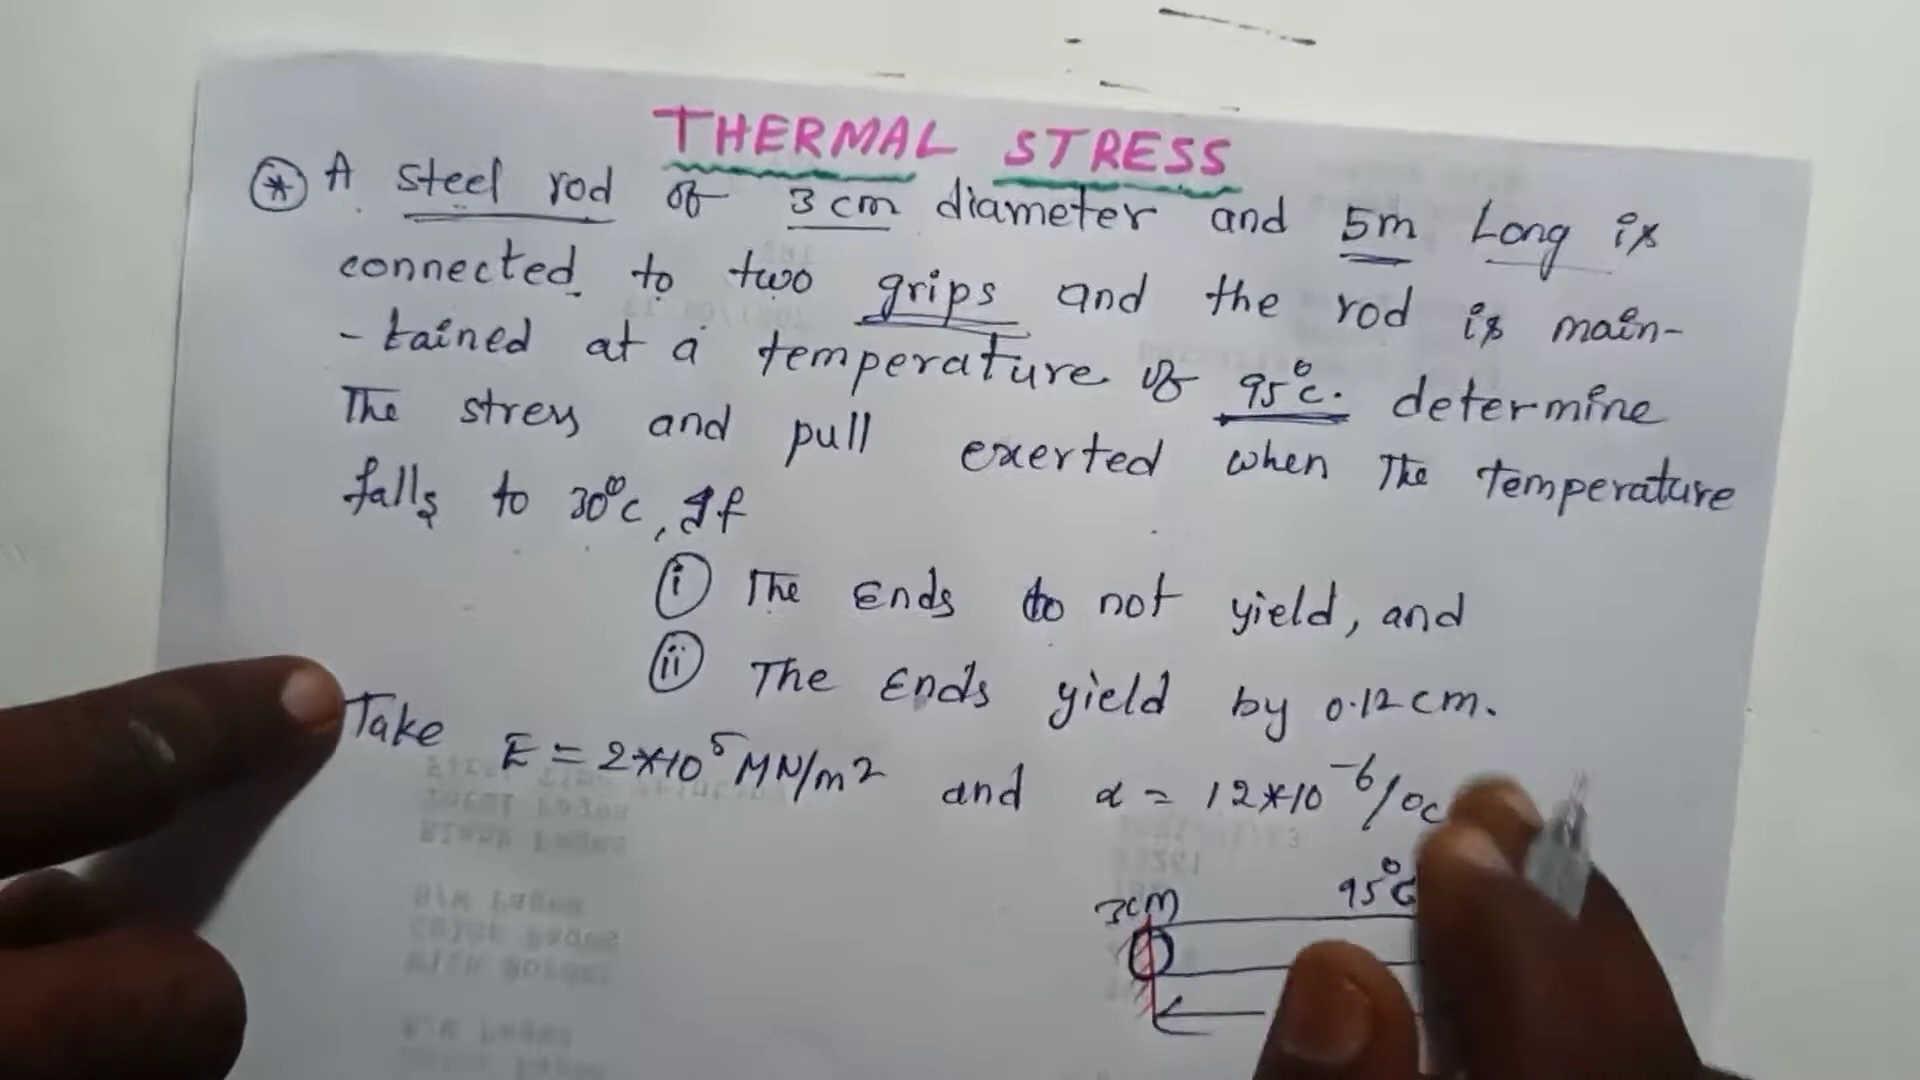 THERMAL STRESS
* A steel rod of 3cm diameter and 5m Long is
connected to two grips and the rod is main-
-tained at a temperature of 95°c. determine
The stress and pull exerted when The temperature
falls to 30°c, If
i The Ends to not yield, and
ii The Ends yield by 0.12cm.
Take E = 2*10^5 MN/m2 and α = 12*10^-6/°c
3cm 95°c